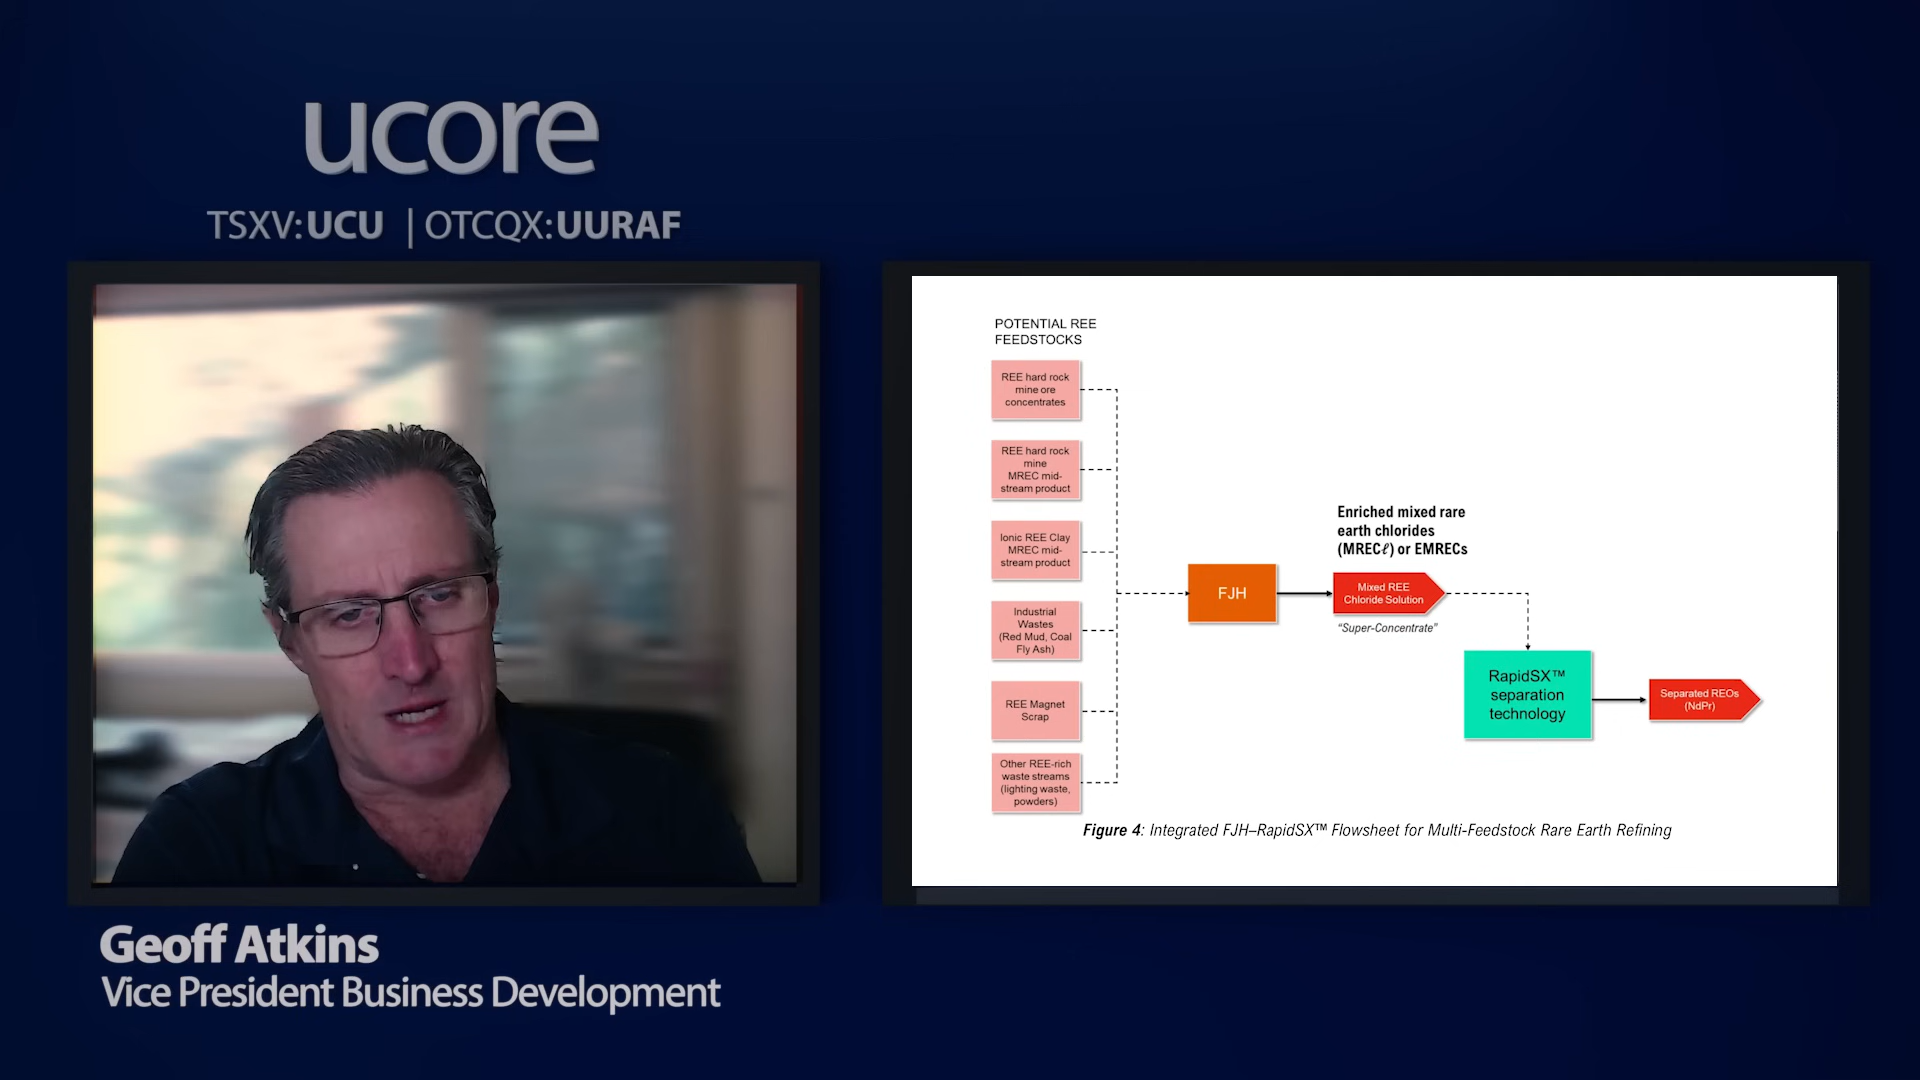 ucore
TSXV:UCU | OTCQX:UURAF
POTENTIAL REE
FEEDSTOCKS
REE hard rock
mine ore
concentrates
REE hard rock
mine
MREC mid-
stream product
Ionic REE Clay
MREC mid-
stream product
Industrial
Wastes
(Red Mud, Coal
Fly Ash)
REE Magnet
Scrap
Other REE-rich
waste streams
(lighting waste,
powders)
FJH
Enriched mixed rare
earth chlorides
(MRECℓ) or EMRECs
Mixed REE
Chloride Solution
“Super-Concentrate”
RapidSX™
separation
technology
Separated REOs
(NdPr)
Figure 4: Integrated FJH–RapidSX™ Flowsheet for Multi-Feedstock Rare Earth Refining
Geoff Atkins
Vice President Business Development